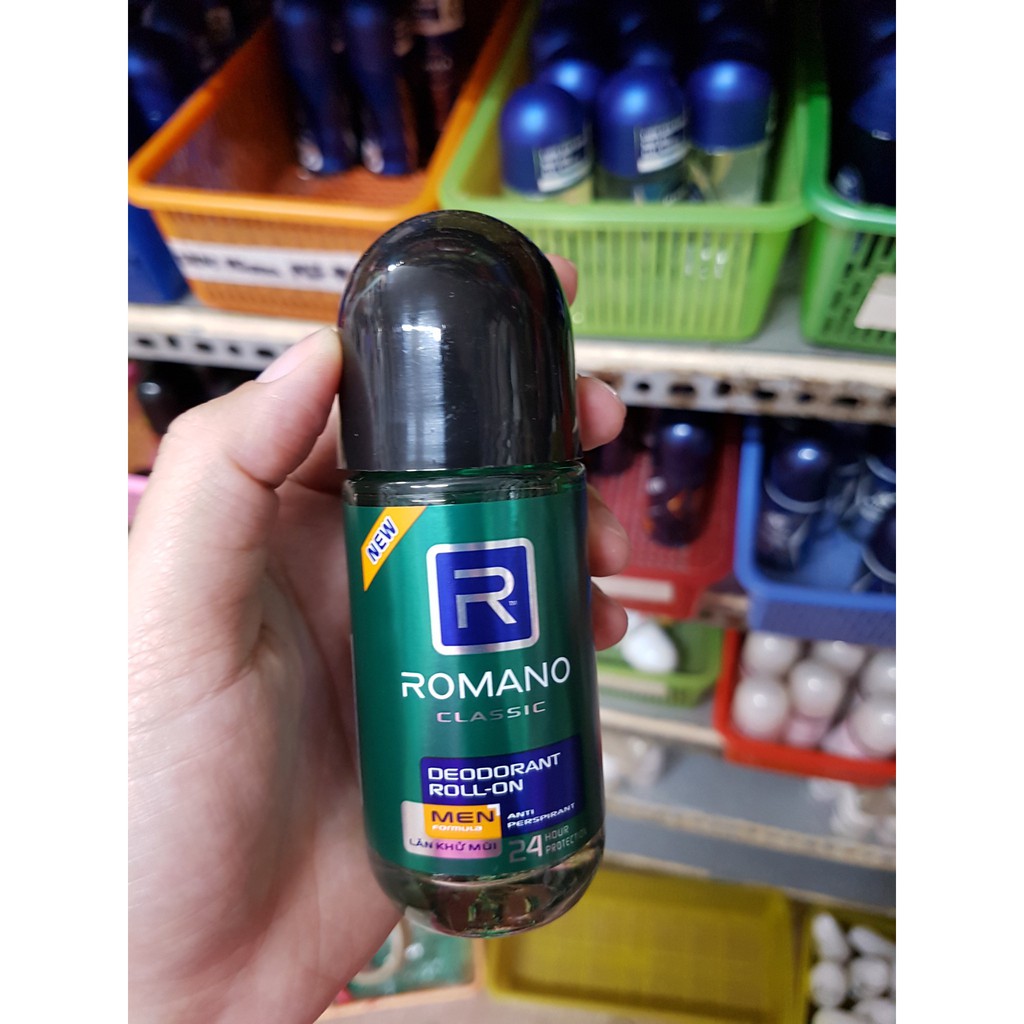 NEW
R
ROMANO
CLASSIC
DEODORANT
ROLL-ON
MEN
Formula
ANTI
PERSPIRANT
LĂN KHỬ MÙI
24 HOUR
PROTECTION